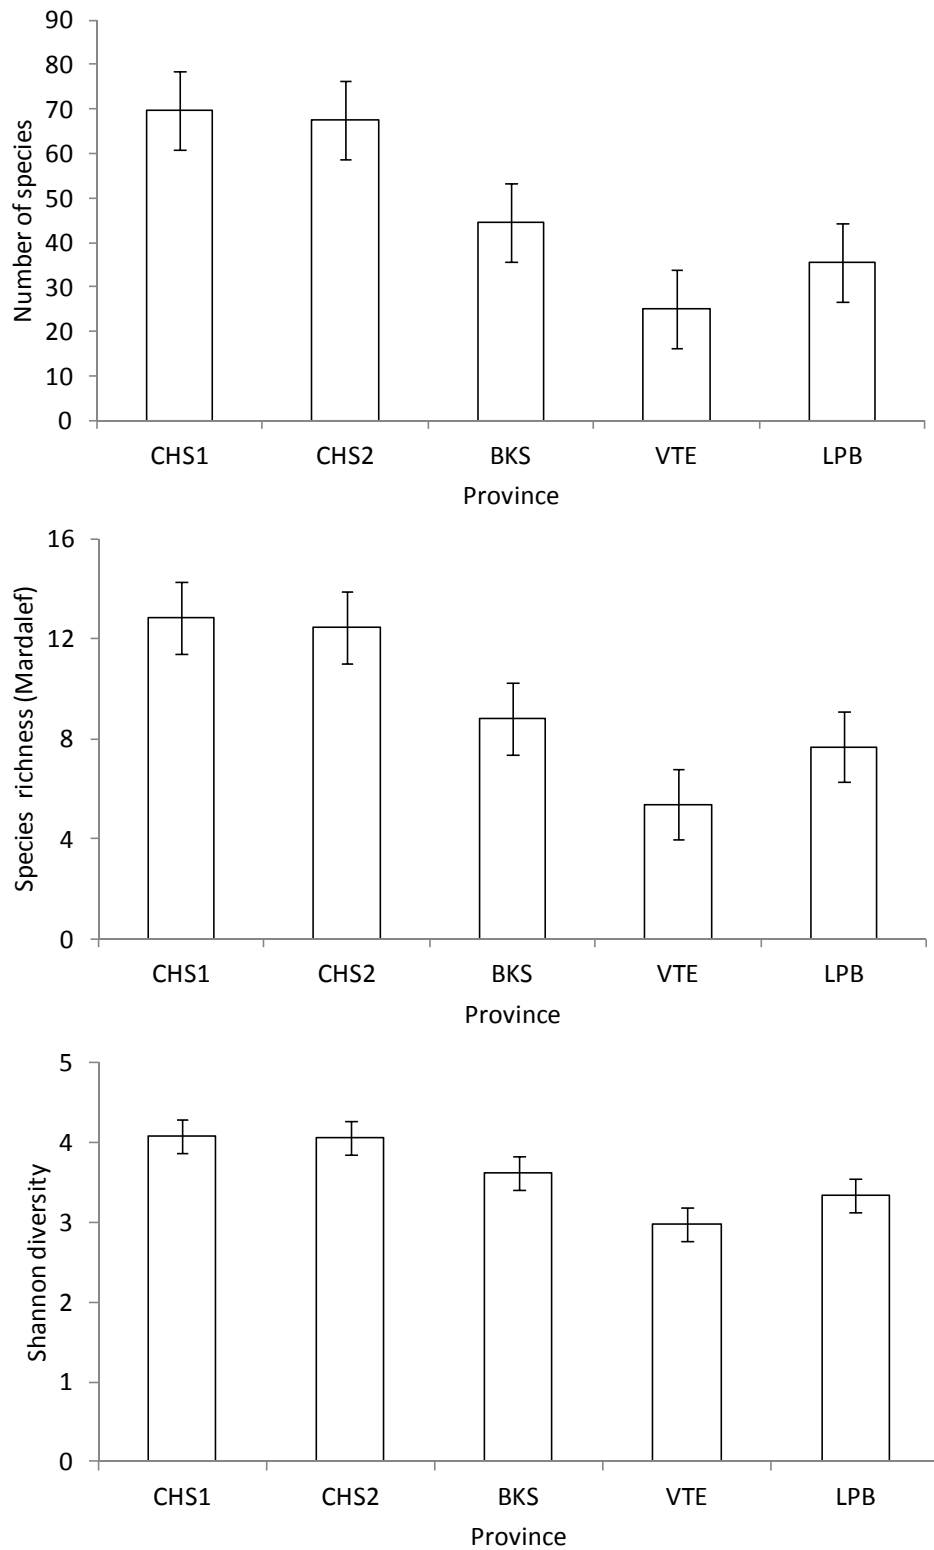 Number of species
90
80
70
60
50
40
30
20
10
0
CHS1 CHS2 BKS VTE LPB
Province
Species richness (Mardalef)
16
12
8
4
0
CHS1 CHS2 BKS VTE LPB
Province
Shannon diversity
5
4
3
2
1
0
CHS1 CHS2 BKS VTE LPB
Province